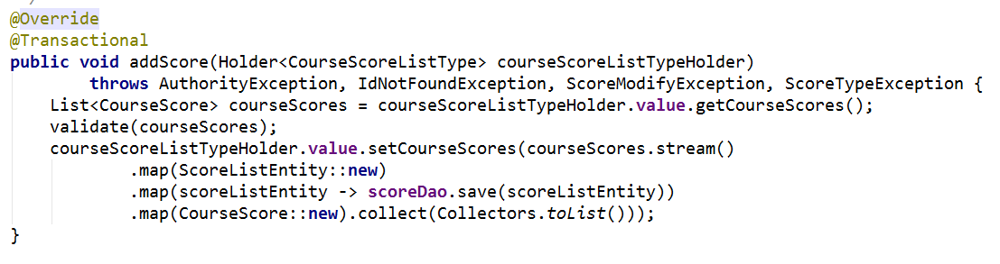 @Override
@Transactional
public void addScore(Holder<CourseScoreListType> courseScoreListTypeHolder)
        throws AuthorityException, IdNotFoundException, ScoreModifyException, ScoreTypeException {
    List<CourseScore> courseScores = courseScoreListTypeHolder.value.getCourseScores();
    validate(courseScores);
    courseScoreListTypeHolder.value.setCourseScores(courseScores.stream()
            .map(ScoreListEntity::new)
            .map(scoreListEntity -> scoreDao.save(scoreListEntity))
            .map(CourseScore::new).collect(Collectors.toList()));
}